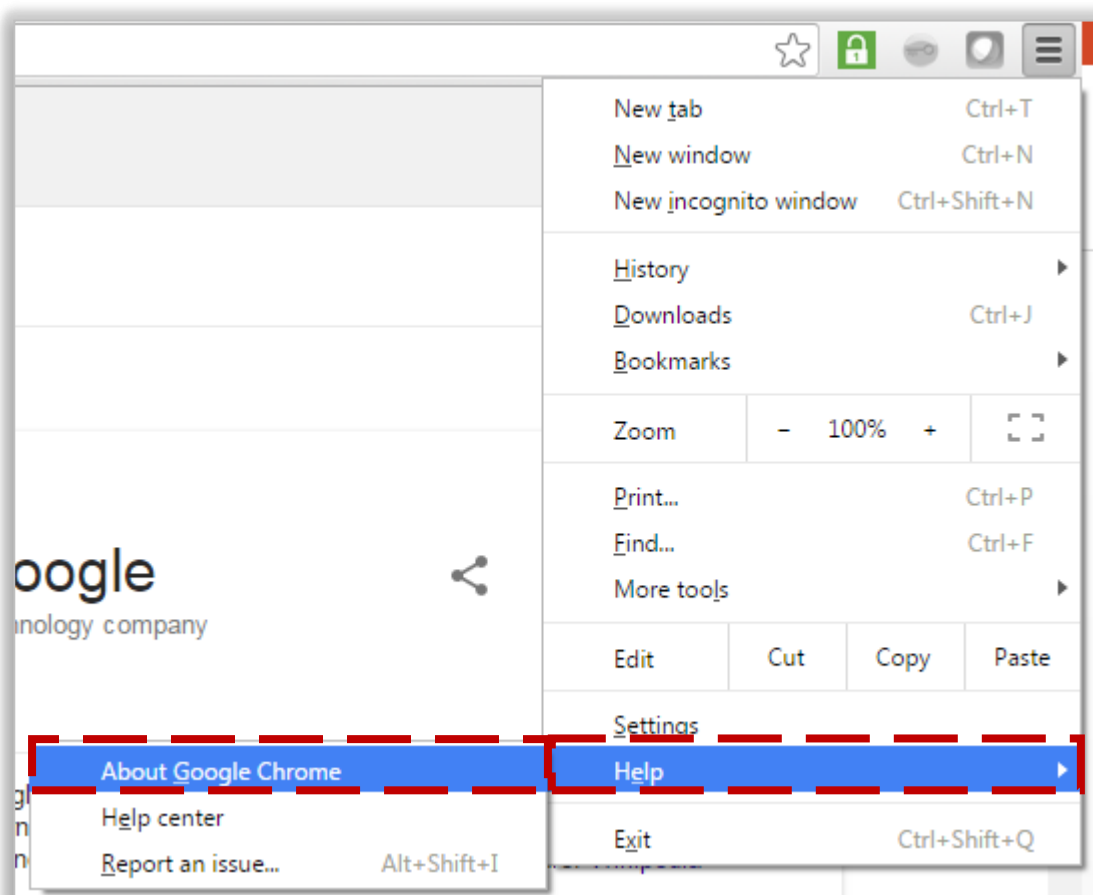 New tab Ctrl+T
New window Ctrl+N
New incognito window Ctrl+Shift+N
History
Downloads Ctrl+J
Bookmarks
Zoom − 100% +
Print... Ctrl+P
Find... Ctrl+F
More tools
Edit Cut Copy Paste
Settings
Help
Exit Ctrl+Shift+Q
oogle
nology company
About Google Chrome
Help center
Report an issue... Alt+Shift+I